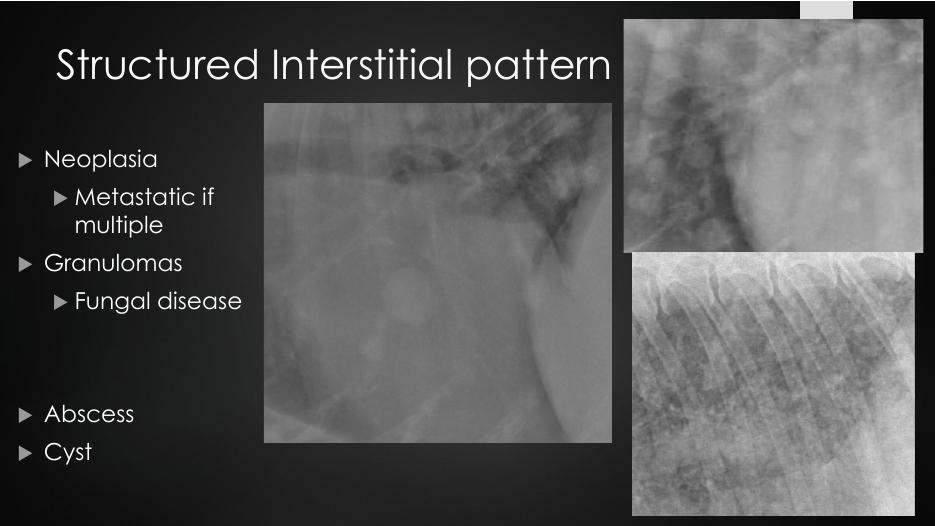 Structured Interstitial pattern
Neoplasia
Metastatic if
multiple
Granulomas
Fungal disease
Abscess
Cyst